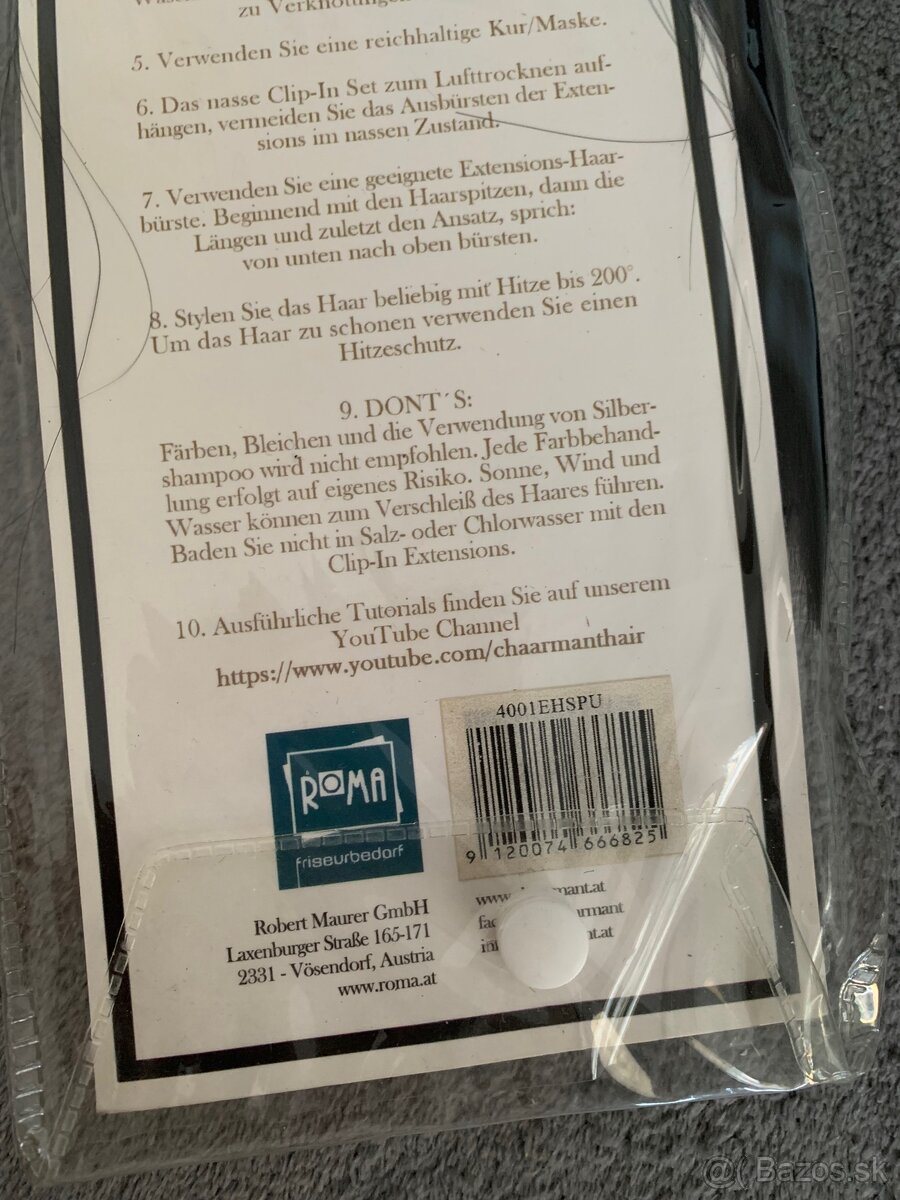 zu Verknotungen
5. Verwenden Sie eine reichhaltige Kur/Maske.
6. Das nasse Clip-In Set zum Lufttrocknen auf-
hängen, vermeiden Sie das Ausbürsten der Exten-
sions im nassen Zustand.
7. Verwenden Sie eine geeignete Extensions-Haar-
bürste. Beginnend mit den Haarspitzen, dann die
Längen und zuletzt den Ansatz, sprich:
von unten nach oben bürsten.
8. Stylen Sie das Haar beliebig mit Hitze bis 200°.
Um das Haar zu schonen verwenden Sie einen
Hitzeschutz.
9. DONT´S:
Färben, Bleichen und die Verwendung von Silber-
shampoo wird nicht empfohlen. Jede Farbbehand-
lung erfolgt auf eigenes Risiko. Sonne, Wind und
Wasser können zum Verschleiß des Haares führen.
Baden Sie nicht in Salz- oder Chlorwasser mit den
Clip-In Extensions.
10. Ausführliche Tutorials finden Sie auf unserem
YouTube Channel
https://www.youtube.com/chaarmanthair
4001EHSPU
9 120074 666825
ROMA
friseurbedarf
Robert Maurer GmbH
Laxenburger Straße 165-171
2331 - Vösendorf, Austria
www.roma.at
@ Bazos.sk